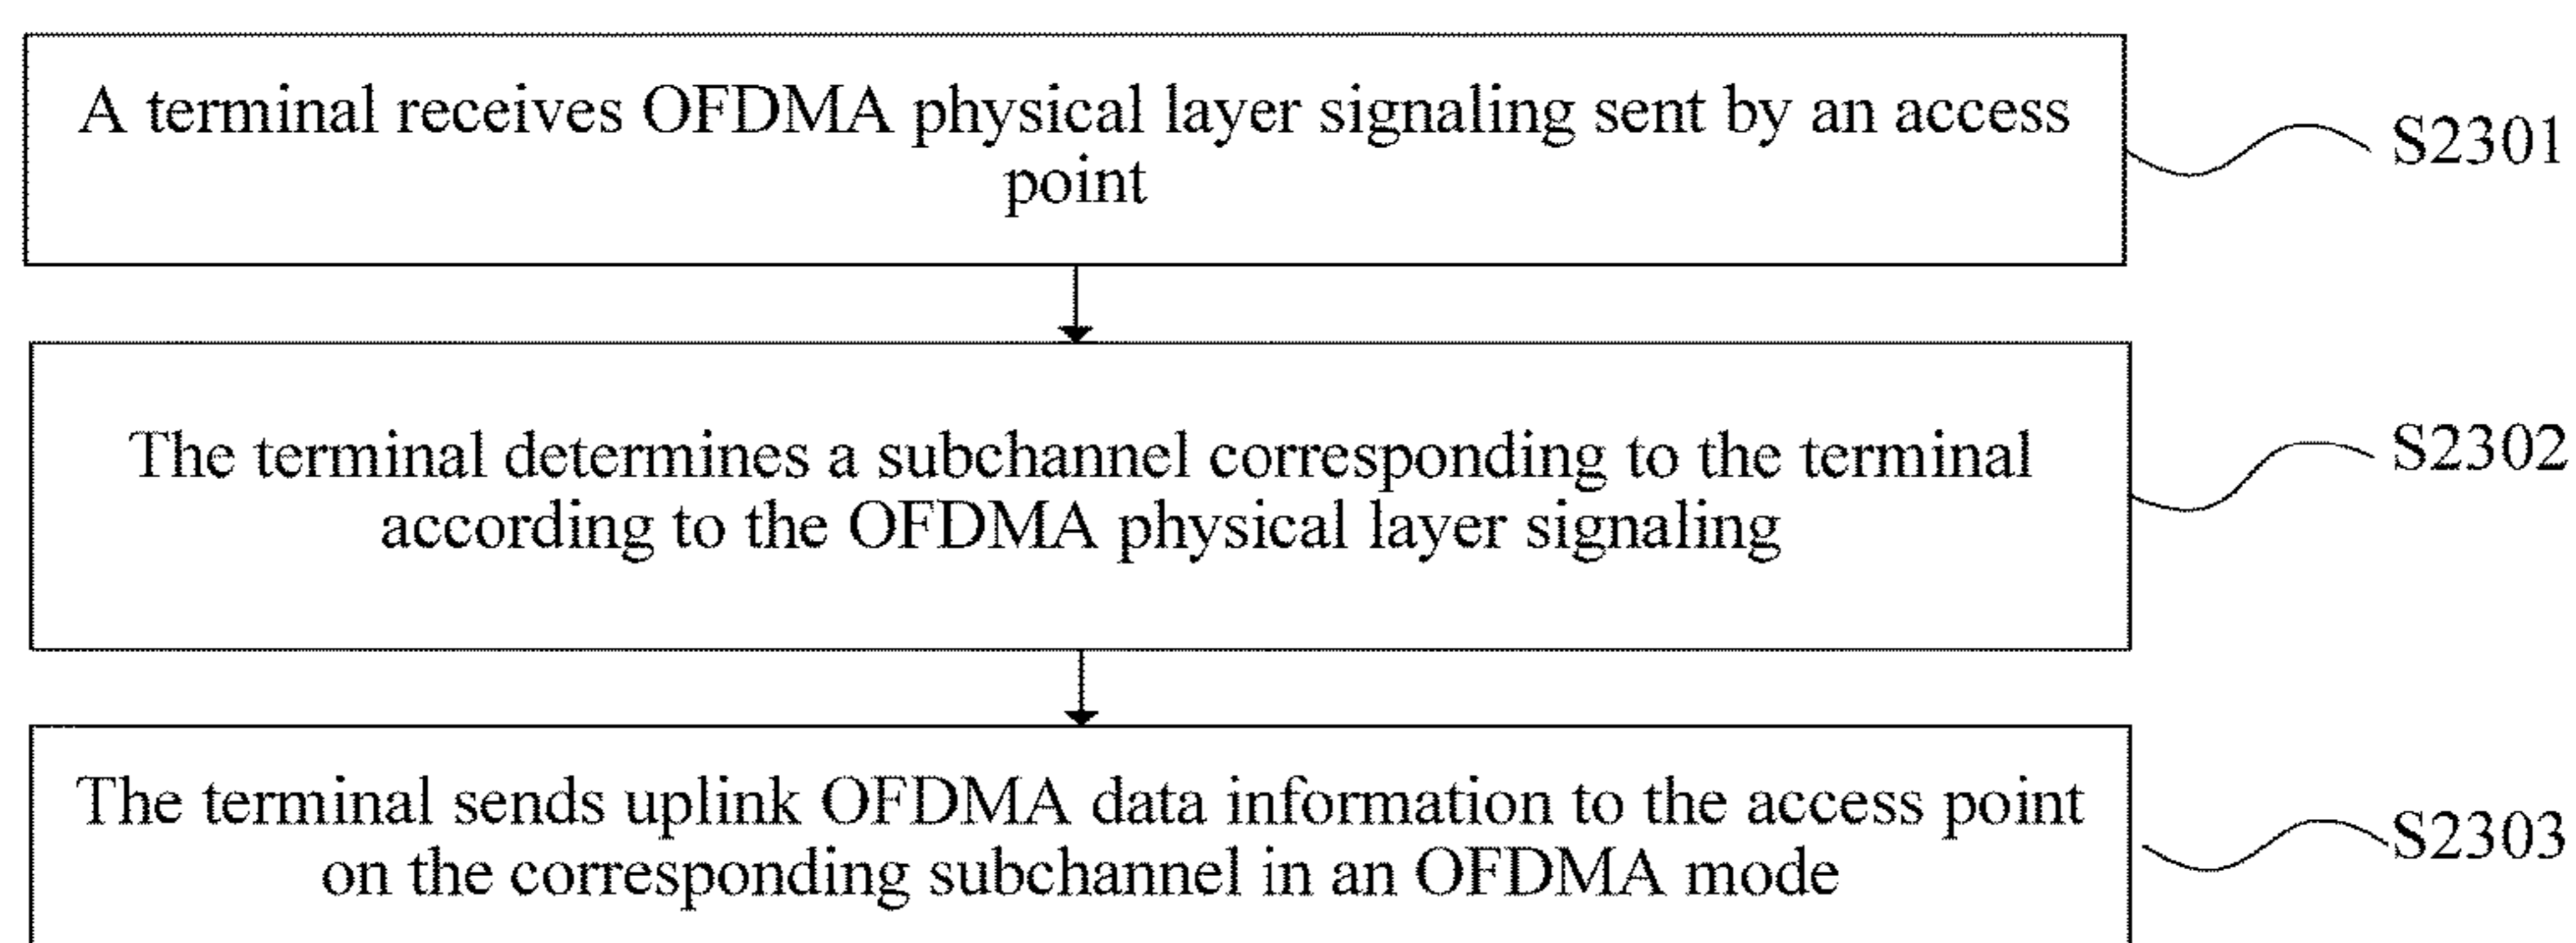 A terminal receives OFDMA physical layer signaling sent by an access
point
S2301
The terminal determines a subchannel corresponding to the terminal
according to the OFDMA physical layer signaling
S2302
The terminal sends uplink OFDMA data information to the access point
on the corresponding subchannel in an OFDMA mode
S2303